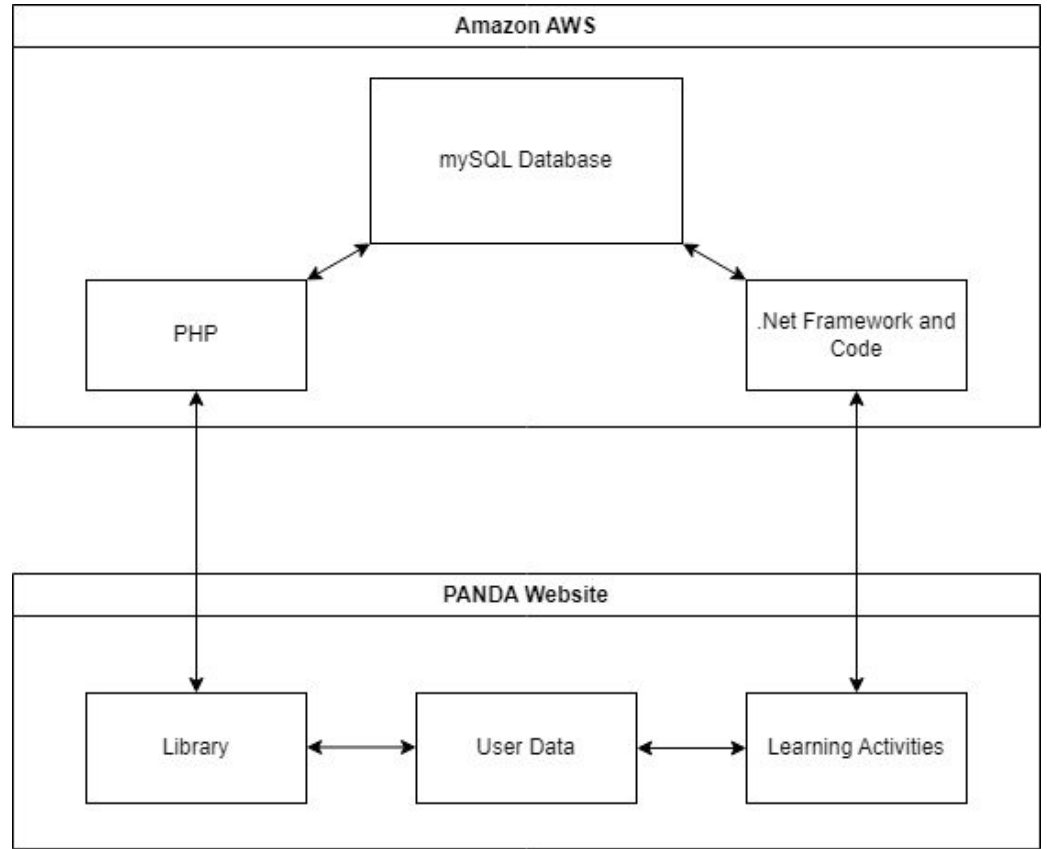 Amazon AWS
mySQL Database
PHP
.Net Framework and
Code
PANDA Website
Library
User Data
Learning Activities